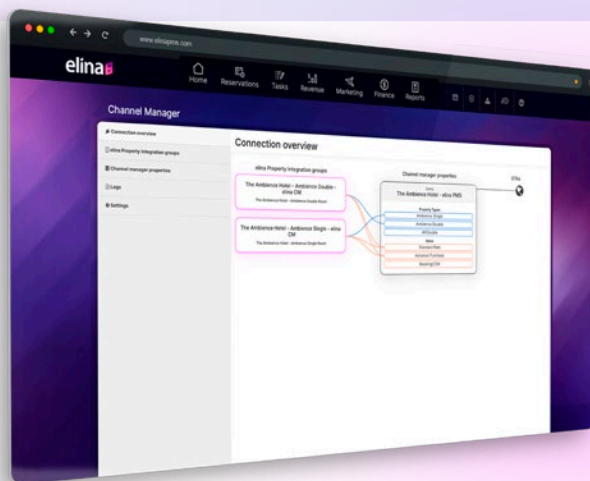 www.elinapms.com
elina
Home
Reservations
Tasks
Revenue
Marketing
Finance
Reports
Channel Manager
Connection overview
elina Property Integration groups
Channel manager properties
Logs
Settings
Connection overview
elina Property Integration groups
The Ambience Hotel - Ambience Double - elina CM
The Ambience Hotel - Ambience Double Room
The Ambience Hotel - Ambience Single - elina CM
The Ambience Hotel - Ambience Single Room
Channel manager properties
The Ambience Hotel - elina PMS
Property Types
Ambience Single
Ambience Double
Rates
Standard Rate
Advance Purchase
OTAs